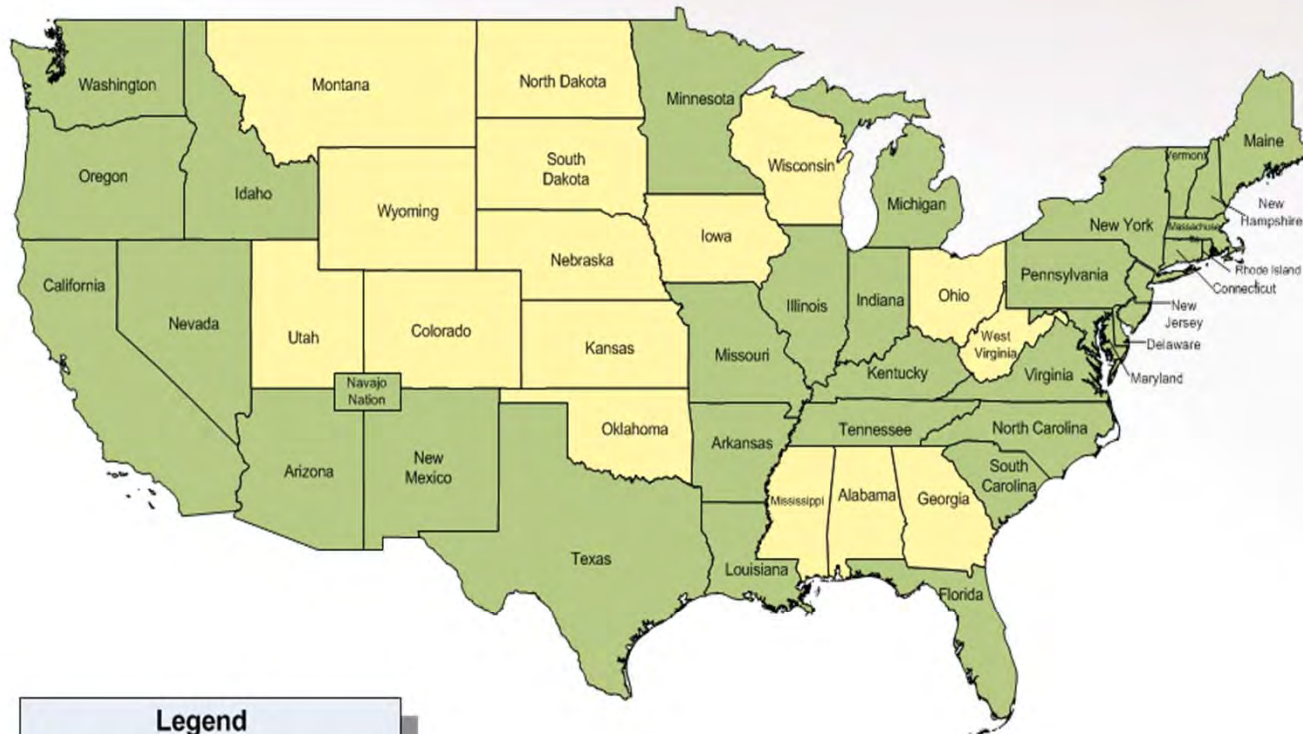 Washington
Montana
North Dakota
Minnesota
Maine
Vermont
Oregon
Idaho
South
Dakota
Wisconsin
Wyoming
Michigan
New
Hampshire
New York
Iowa
Nebraska
Rhode Island
Connecticut
California
Pennsylvania
Nevada
Utah
Colorado
Illinois
Indiana
Ohio
New
Jersey
Kansas
Missouri
West
Virginia
Delaware
Maryland
Kentucky
Virginia
Navajo
Nation
Oklahoma
Tennessee
North Carolina
Arkansas
Arizona
New
Mexico
South
Carolina
Mississippi
Alabama
Georgia
Texas
Louisiana
Florida
Legend